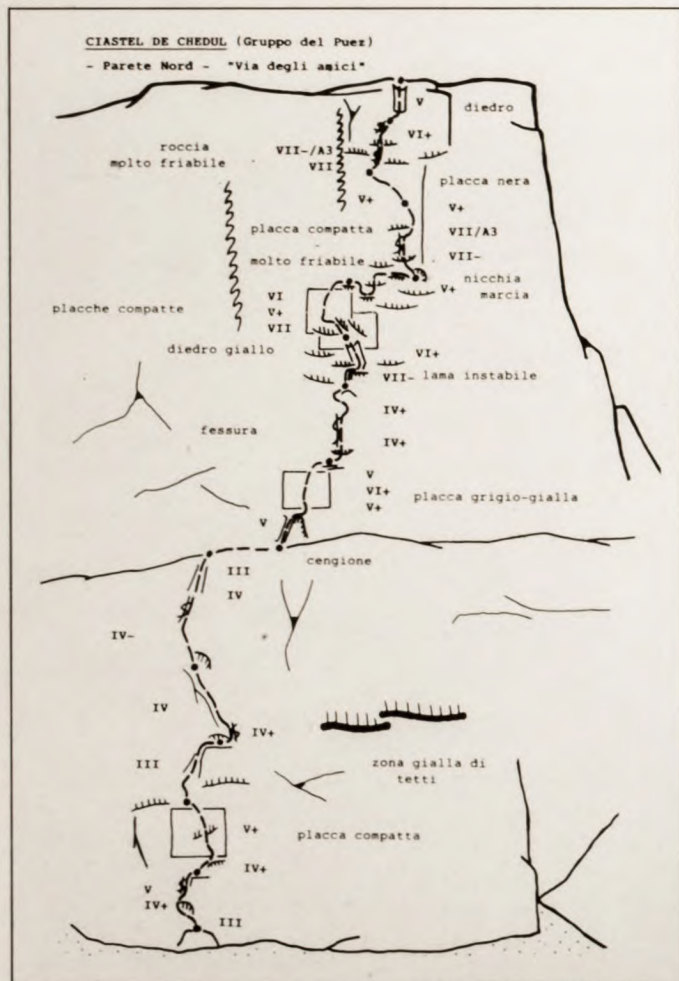 CIASTEL DE CHEDUL (Gruppo del Puez)
- Parete Nord - "Via degli amici"
V
diedro
VI+
roccia
molto friabile
VII-/A3
VII
placca nera
V+
V+
placca compatta
VII/A3
molto friabile
VII-
V+
nicchia
marcia
VI
placche compatte
V+
VII
diedro giallo
VI+
VII- lama instabile
IV+
fessura
IV+
V
VI+
placca grigio-gialla
V+
V
cengione
III
IV
IV-
IV
IV+
III
zona gialla di
tetti
V+
placca compatta
IV+
V
IV+
III